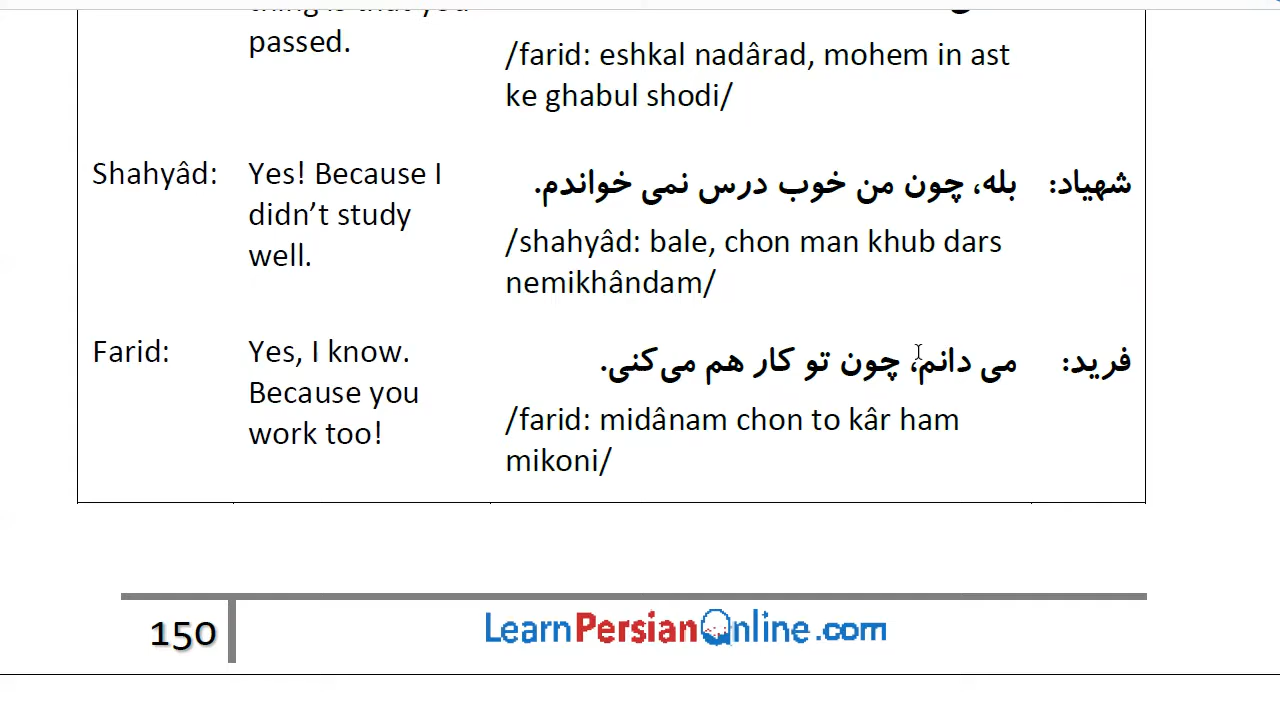 passed.
/farid: eshkal nadârad, mohem in ast
ke ghabul shodi/
Shahyâd:
Yes! Because I
didn’t study
well.
شهیاد:
بله، چون من خوب درس نمی خواندم.
/shahyâd: bale, chon man khub dars
nemikhândam/
Farid:
Yes, I know.
Because you
work too!
فرید:
می دانم، چون تو کار هم می‌کنی.
/farid: midânam chon to kâr ham
mikoni/
150
LearnPersianOnline.com